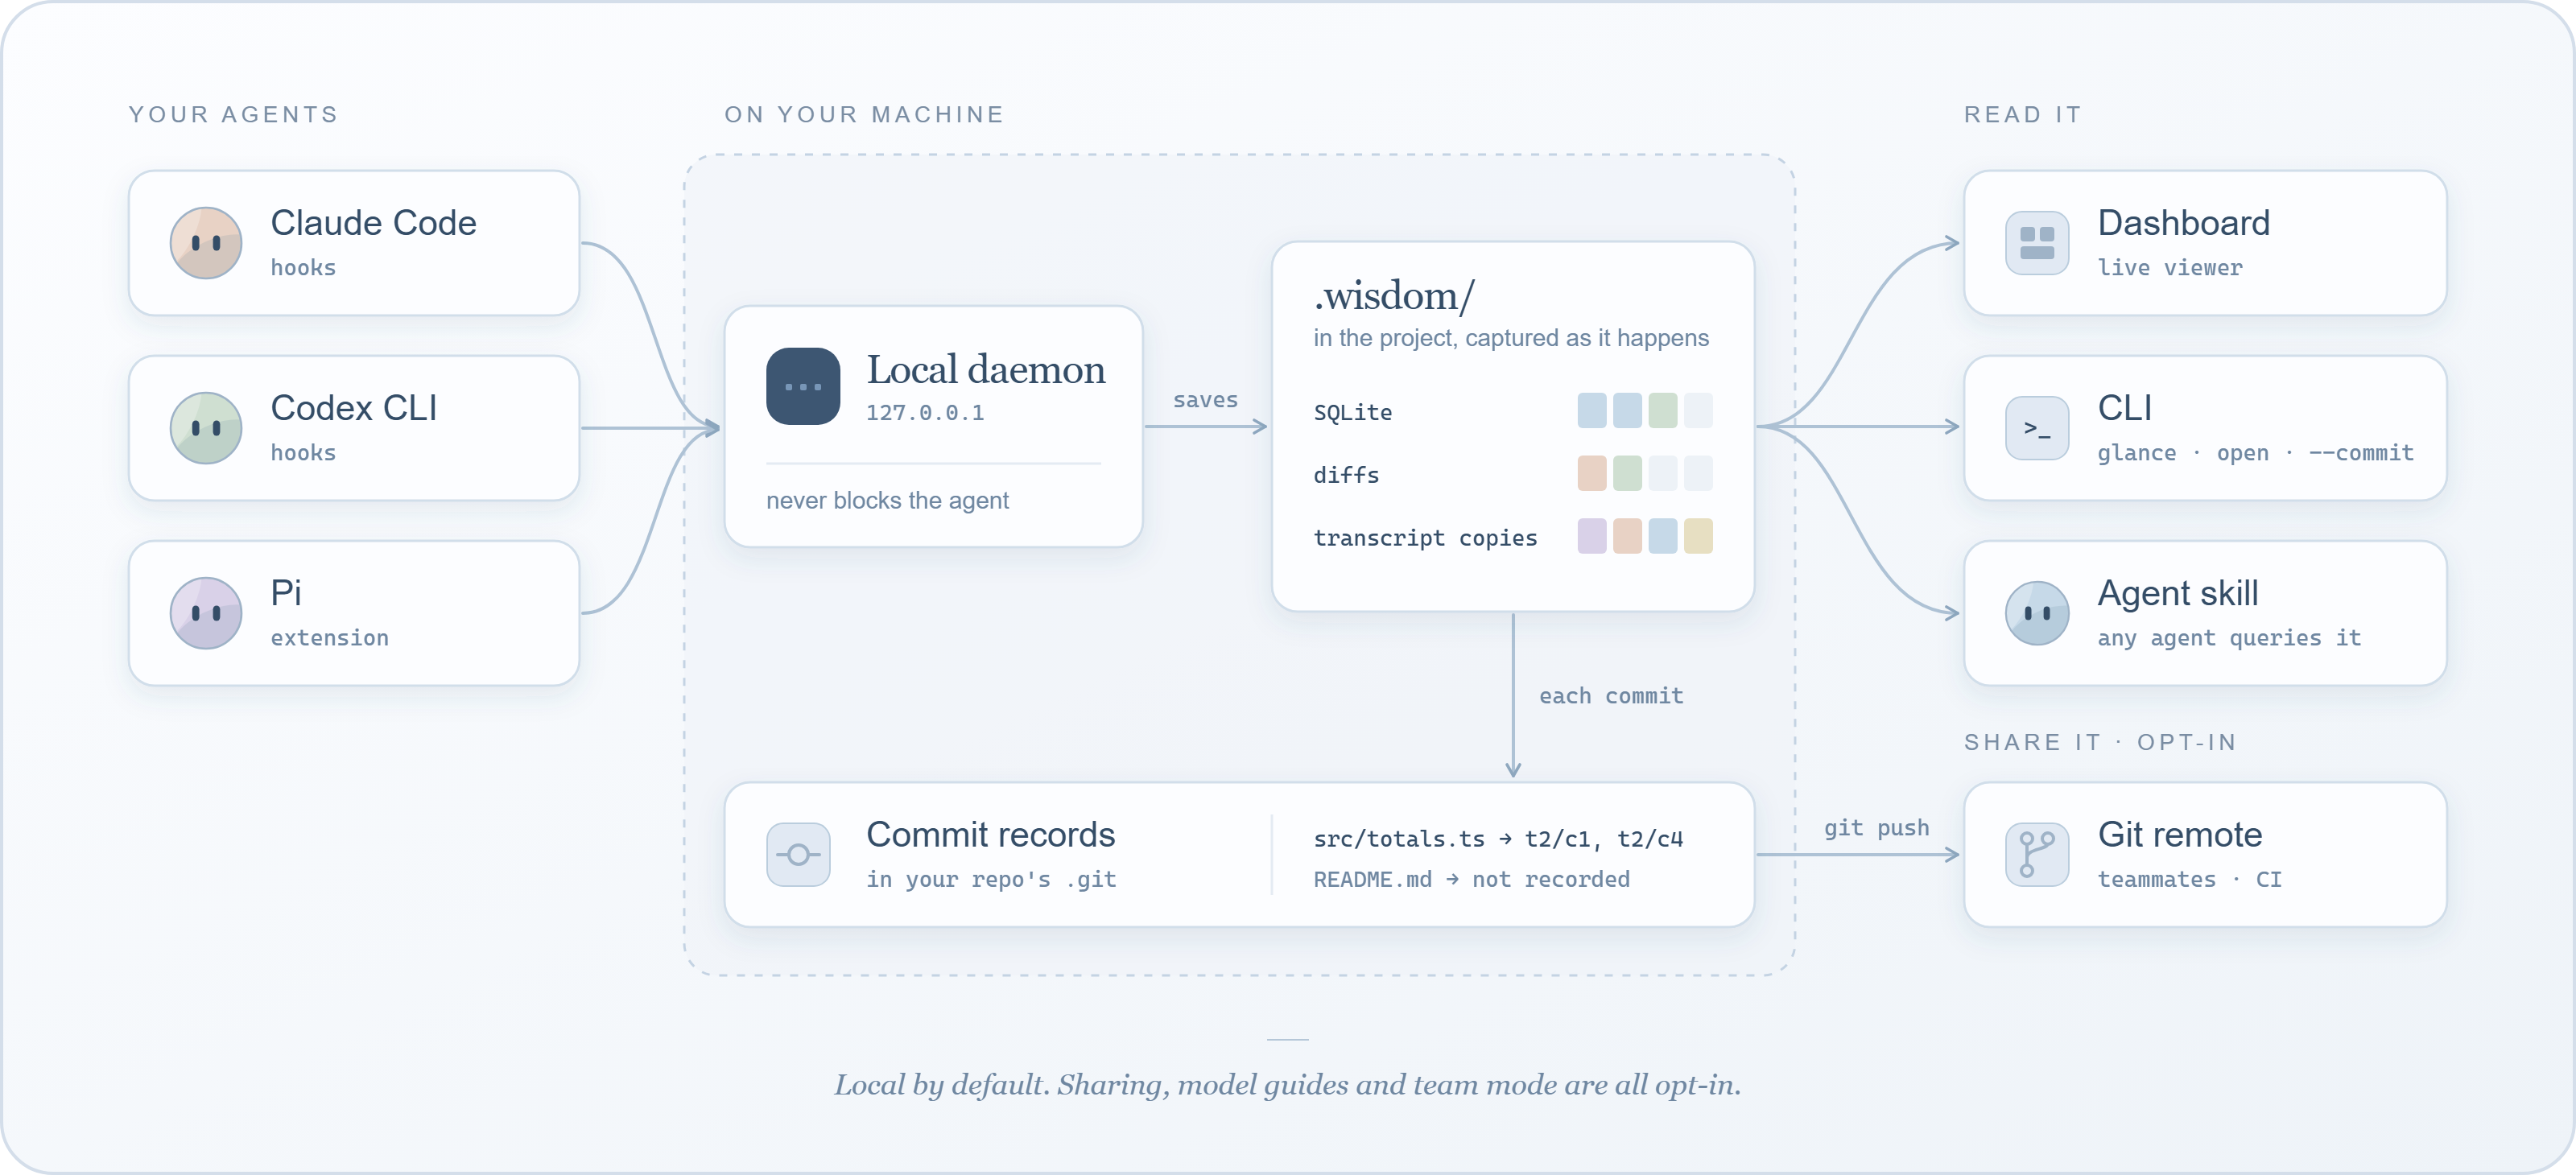 YOUR AGENTS
Claude Code
hooks
Codex CLI
hooks
Pi
extension
ON YOUR MACHINE
Local daemon
127.0.0.1
never blocks the agent
saves
.wisdom/
in the project, captured as it happens
SQLite
diffs
transcript copies
each commit
Commit records
in your repo's .git
src/totals.ts → t2/c1, t2/c4
README.md → not recorded
READ IT
Dashboard
live viewer
>_
CLI
glance · open · --commit
Agent skill
any agent queries it
SHARE IT · OPT-IN
git push
Git remote
teammates · CI
Local by default. Sharing, model guides and team mode are all opt-in.